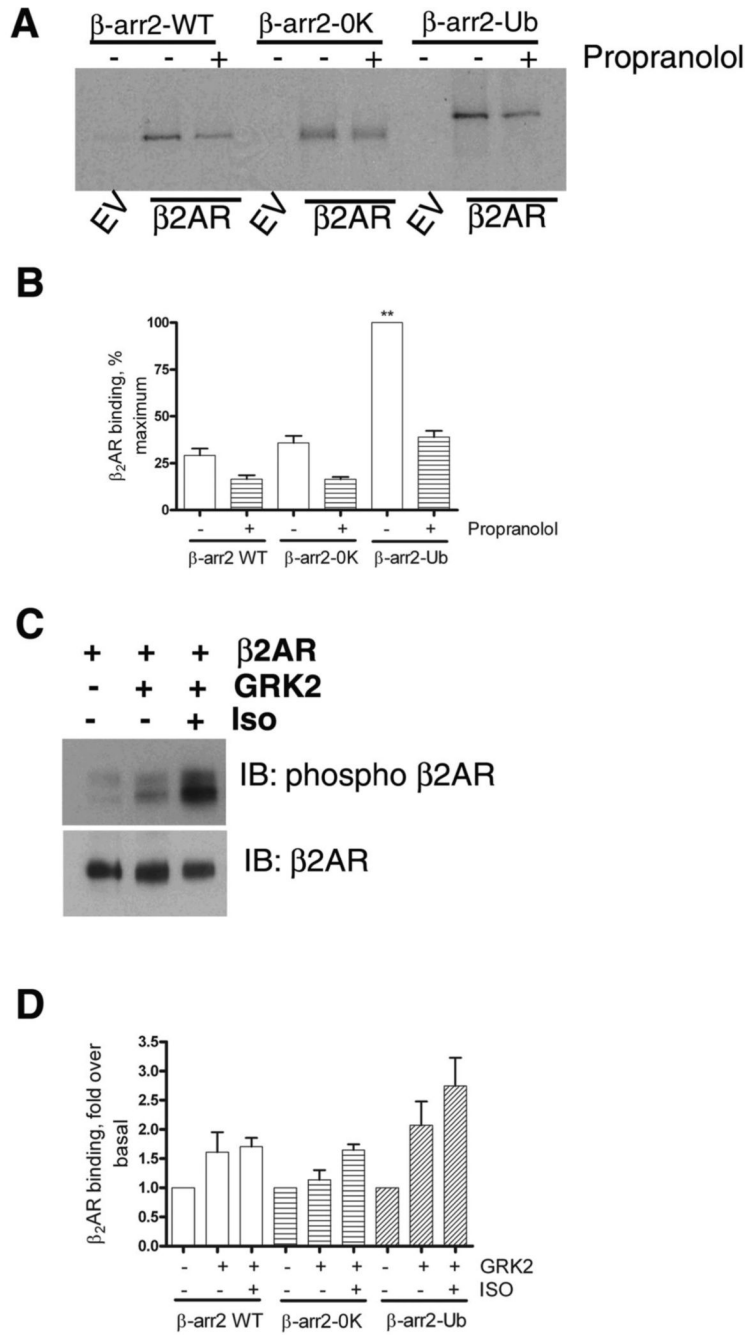 A
β-arr2-WT β-arr2-0K β-arr2-Ub
- - + - - + - - + Propranolol
EV β2AR EV β2AR EV β2AR
B
β₂AR binding, %
maximum
100
75
50
25
0
**
- + - + - + Propranolol
β-arr2 WT β-arr2-0K β-arr2-Ub
C
+ + + β2AR
- + + GRK2
- - + Iso
IB: phospho β2AR
IB: β2AR
D
β₂AR binding, fold over
basal
3.5
3.0
2.5
2.0
1.5
1.0
0.5
0.0
- + + - + + - + + GRK2
- - + - - + - - + ISO
β-arr2 WT β-arr2-0K β-arr2-Ub